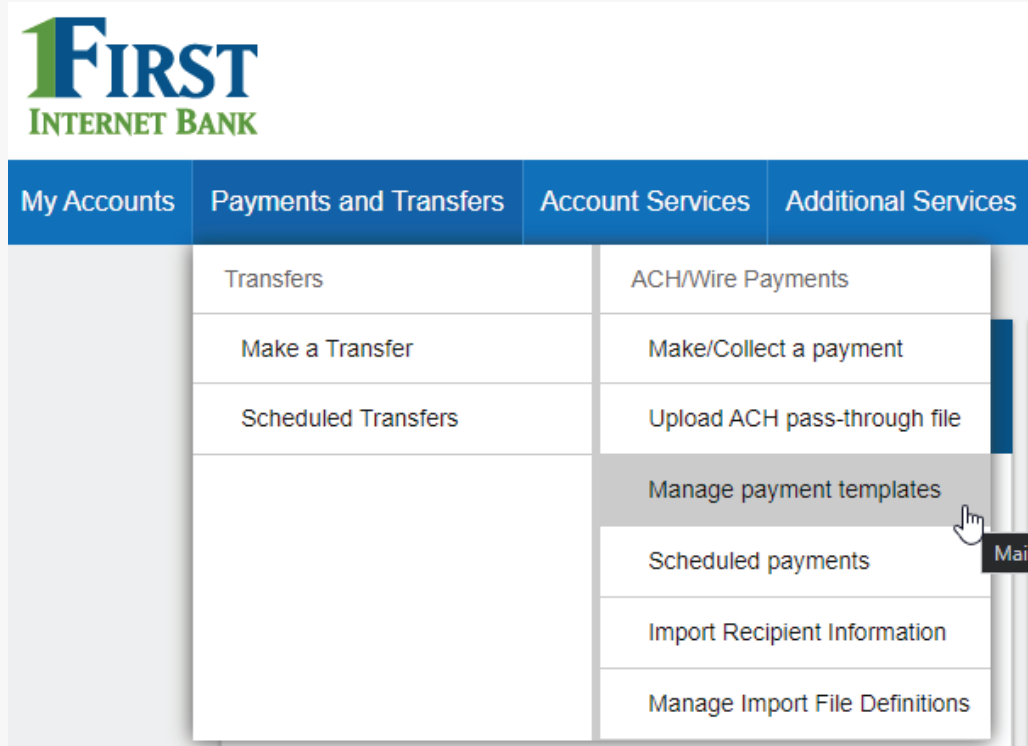 1FIRST
INTERNET BANK
My Accounts
Payments and Transfers
Account Services
Additional Services
Transfers
Make a Transfer
Scheduled Transfers
ACH/Wire Payments
Make/Collect a payment
Upload ACH pass-through file
Manage payment templates
Mai
Scheduled payments
Import Recipient Information
Manage Import File Definitions